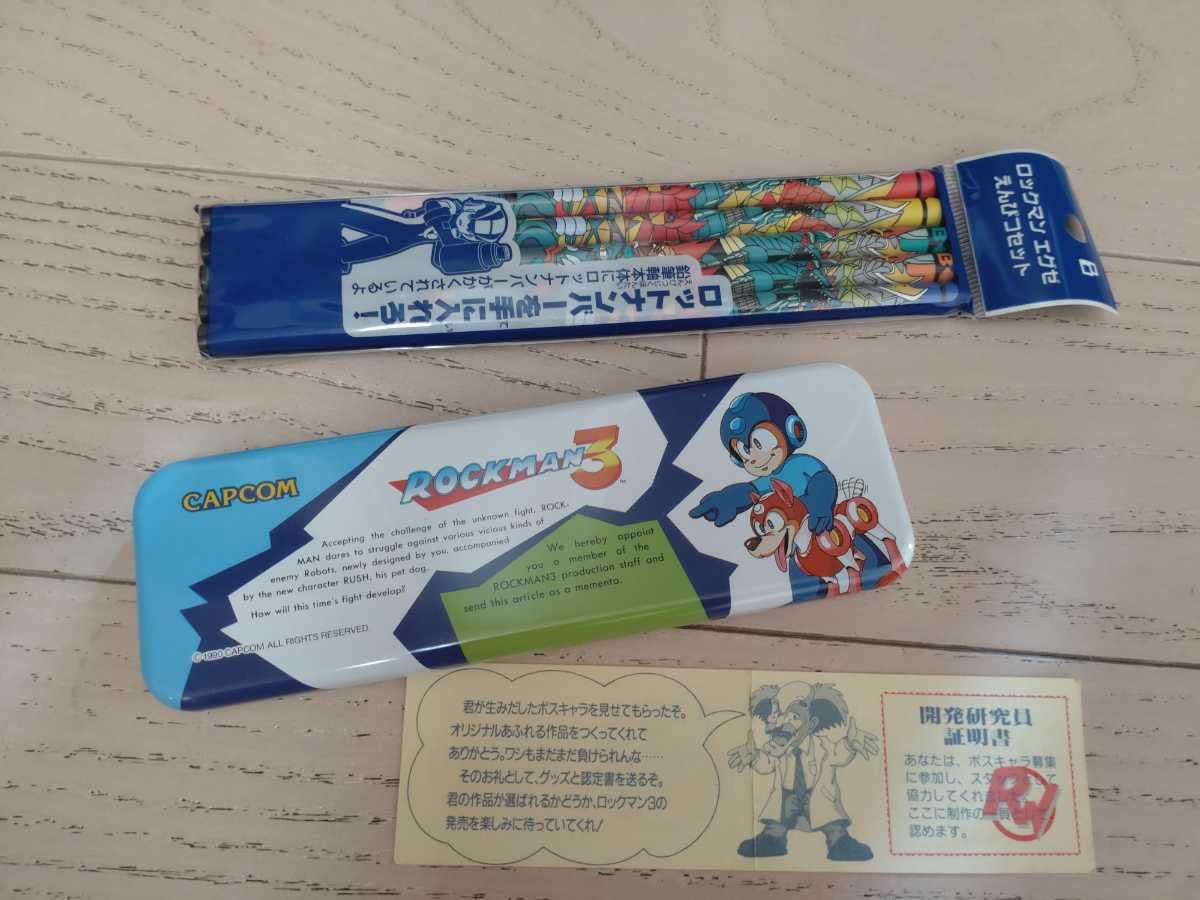 ロックマン エグゼ
えんぴつセット
B
ロットナンバー
を手に入れろ!
鉛筆軸本体にロットナンバーがかくされているよ
CAPCOM
ROCKMAN 3
TM
Accepting the challenge of the unknown fight, ROCK-
MAN dares to struggle against various vicious kinds of
enemy Robots, newly designed by you, accompanied
by the new character RUSH, his pet dog.
How will this time's fight develap?
We hereby appoint
you a member of the
ROCKMAN3 production staff and
send this article as a memento.
©1990 CAPCOM ALL RIGHTS RESERVED.
君が生みだしたボスキャラを見せてもらったぞ。
オリジナルあふれる作品をつくってくれて
ありがとう。ワシもまだまだ負けられんな……
そのお礼として、グッズと認定書を送るぞ。
君の作品が選ばれるかどうか、ロックマン3の
発売を楽しみに待っていてくれ!
開発研究員
証明書
あなたは、ボスキャラ募集
に参加し、スタ して
協力してくれ
ここに制作の 員
認めます。
RW